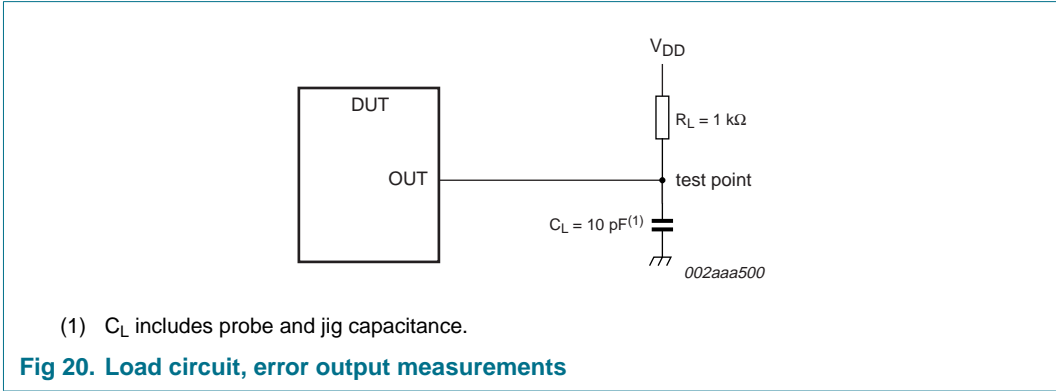 V_DD
DUT
R_L = 1 kΩ
OUT
test point
C_L = 10 pF(1)
002aaa500
(1) C_L includes probe and jig capacitance.
Fig 20. Load circuit, error output measurements